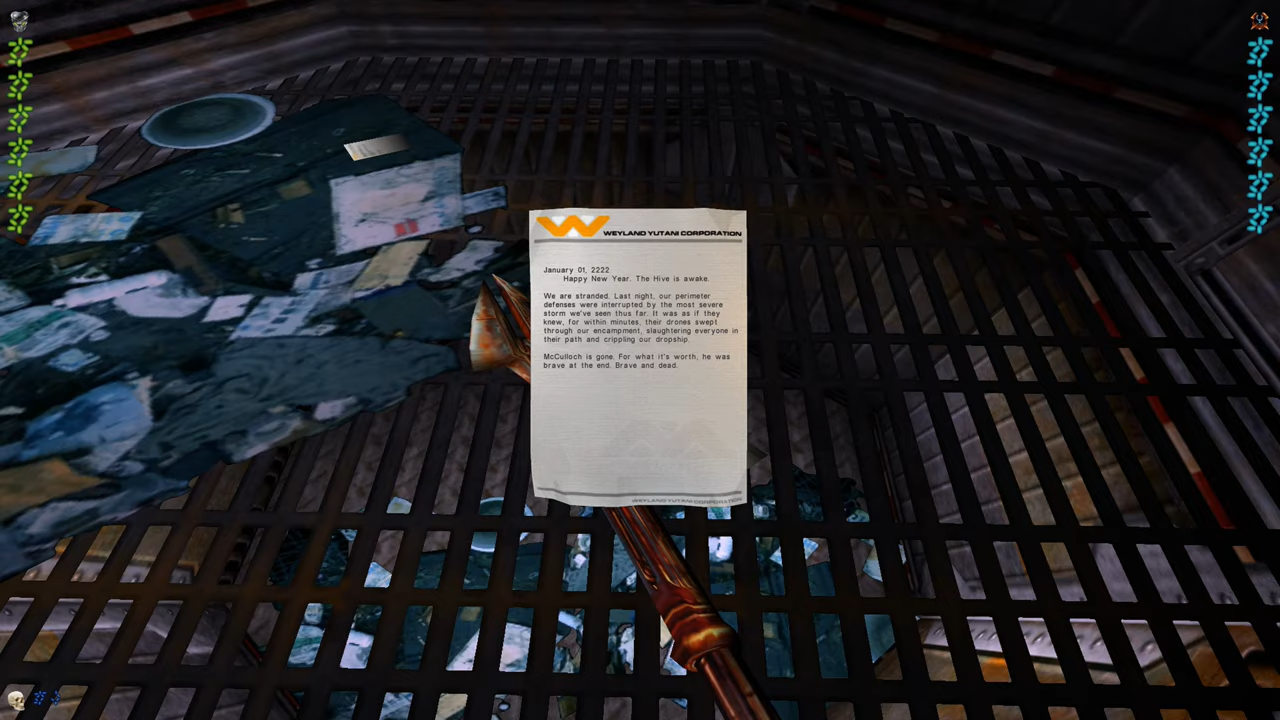 WEYLAND YUTANI CORPORATION
January 01, 2222
Happy New Year. The Hive is awake.
We are stranded. Last night, our perimeter
defenses were interrupted by the most severe
storm we've seen thus far. It was as if they
knew, for within minutes, their drones swept
through our encampment, slaughtering everyone in
their path and crippling our dropship.
McCulloch is gone. For what it's worth, he was
brave at the end. Brave and dead.
WEYLAND YUTANI CORPORATION